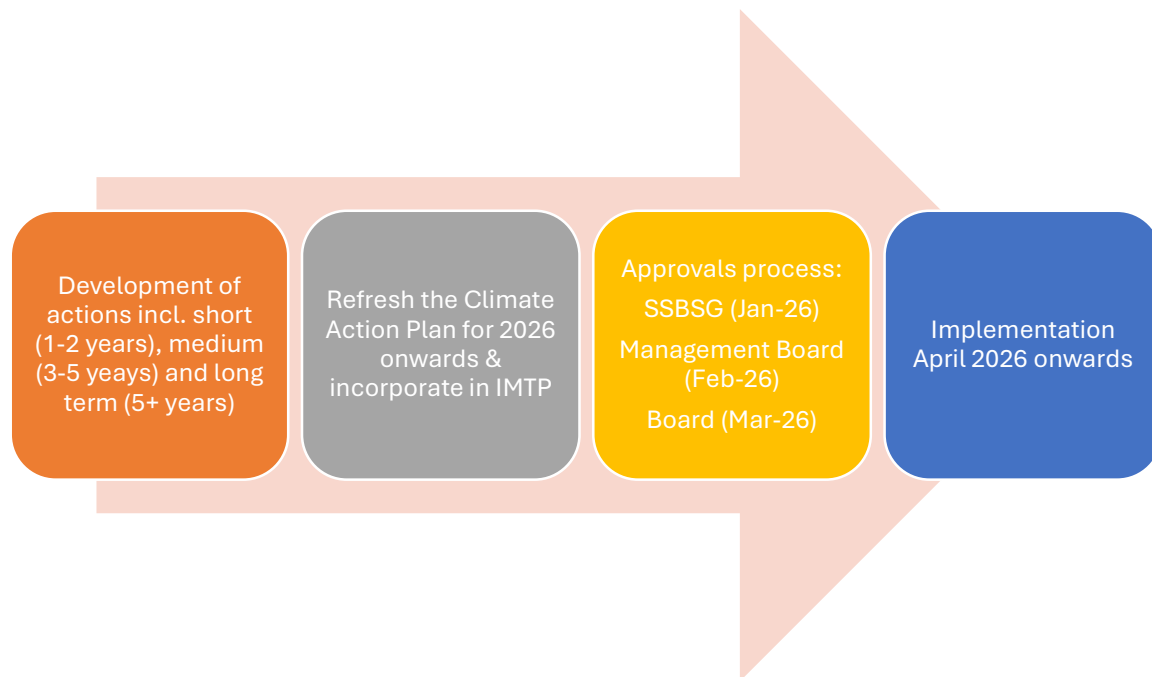 Development of
actions incl. short
(1-2 years), medium
(3-5 yeays) and long
term (5+ years)
Refresh the Climate
Action Plan for 2026
onwards &
incorporate in IMTP
Approvals process:
SSBSG (Jan-26)
Management Board
(Feb-26)
Board (Mar-26)
Implementation
April 2026 onwards